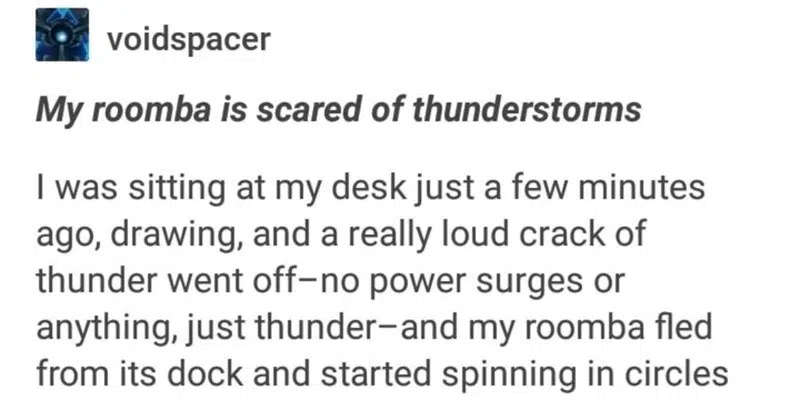 voidspacer
My roomba is scared of thunderstorms
I was sitting at my desk just a few minutes
ago, drawing, and a really loud crack of
thunder went off–no power surges or
anything, just thunder–and my roomba fled
from its dock and started spinning in circles